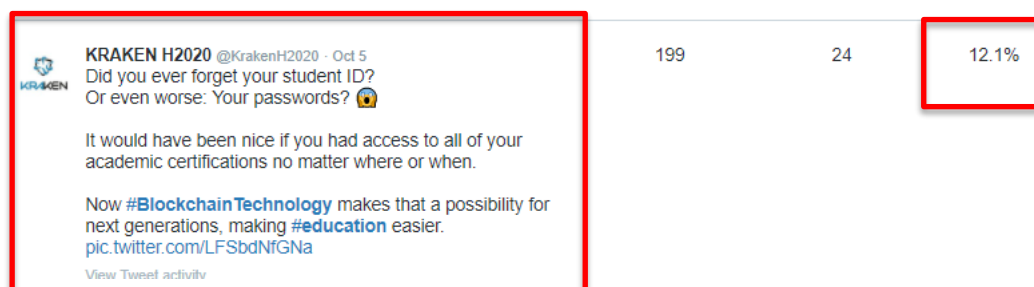 KRAKEN H2020 @KrakenH2020 · Oct 5
Did you ever forget your student ID?
Or even worse: Your passwords? 😱
It would have been nice if you had access to all of your
academic certifications no matter where or when.
Now #BlockchainTechnology makes that a possibility for
next generations, making #education easier.
pic.twitter.com/LFSbdNfGNa
View Tweet activity
KRAKEN
199 24 12.1%